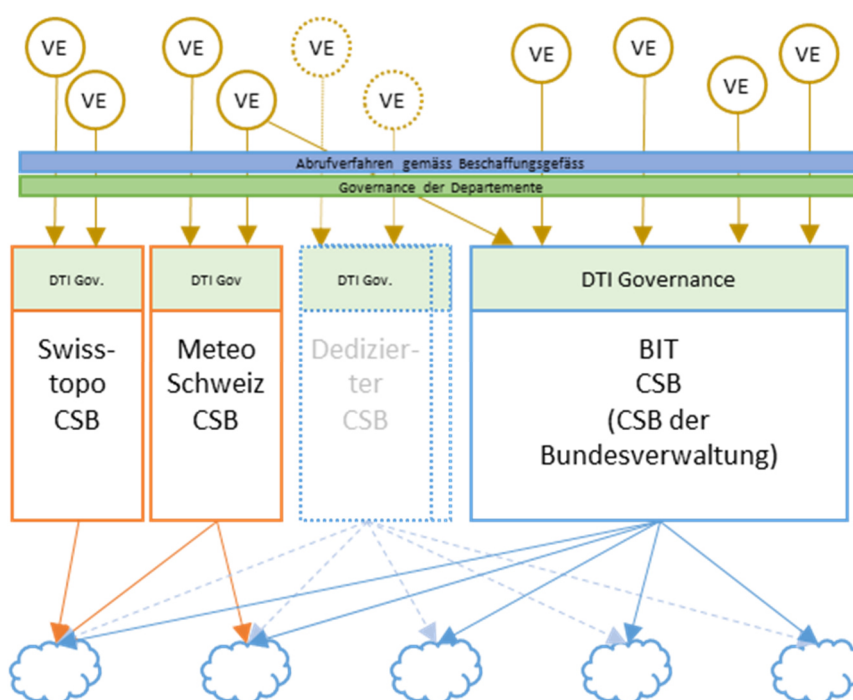 VE
VE
VE
VE
VE
VE
VE
VE
VE
VE
Abrufverfahren gemäss Beschaffungsgefäss
Governance der Departemente
DTI Gov.
DTI Gov
DTI Gov.
DTI Governance
Swiss-
topo
CSB
Meteo
Schweiz
CSB
Dedizier-
ter
CSB
BIT
CSB
(CSB der
Bundesverwaltung)